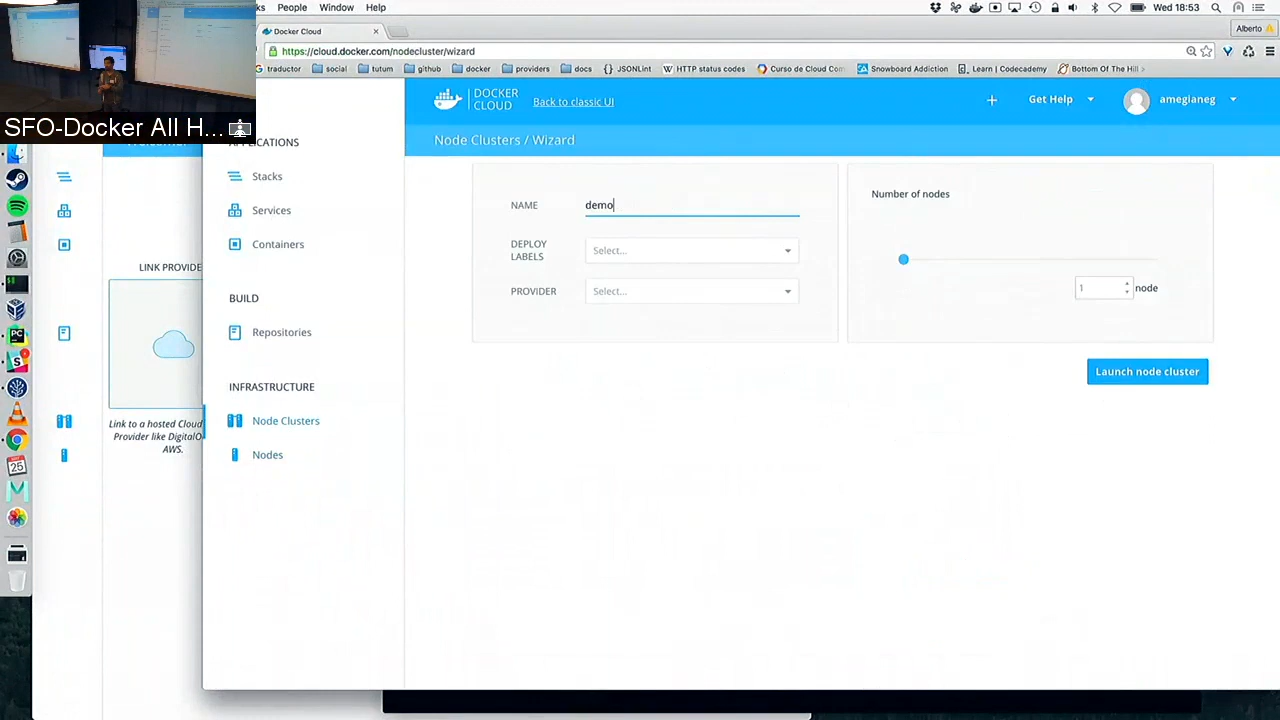 ks People Window Help
Wed 18:53
Docker Cloud
Alberto
https://cloud.docker.com/nodecluster/wizard
traductor
social
tutum
github
docker
providers
docs
{} JSONLint
HTTP status codes
Curso de Cloud Com
Snowboard Addiction
Learn | Codecademy
Bottom Of The Hill
SFO-Docker All H...
DOCKER CLOUD
Back to classic UI
+
Get Help
amegianeg
Node Clusters / Wizard
APPLICATIONS
Stacks
Services
Containers
BUILD
Repositories
INFRASTRUCTURE
Node Clusters
Nodes
NAME
demo
DEPLOY
LABELS
Select...
PROVIDER
Select...
Number of nodes
1
node
Launch node cluster
LINK PROVIDE
Link to a hosted Cloud
Provider like DigitalO
AWS.
25